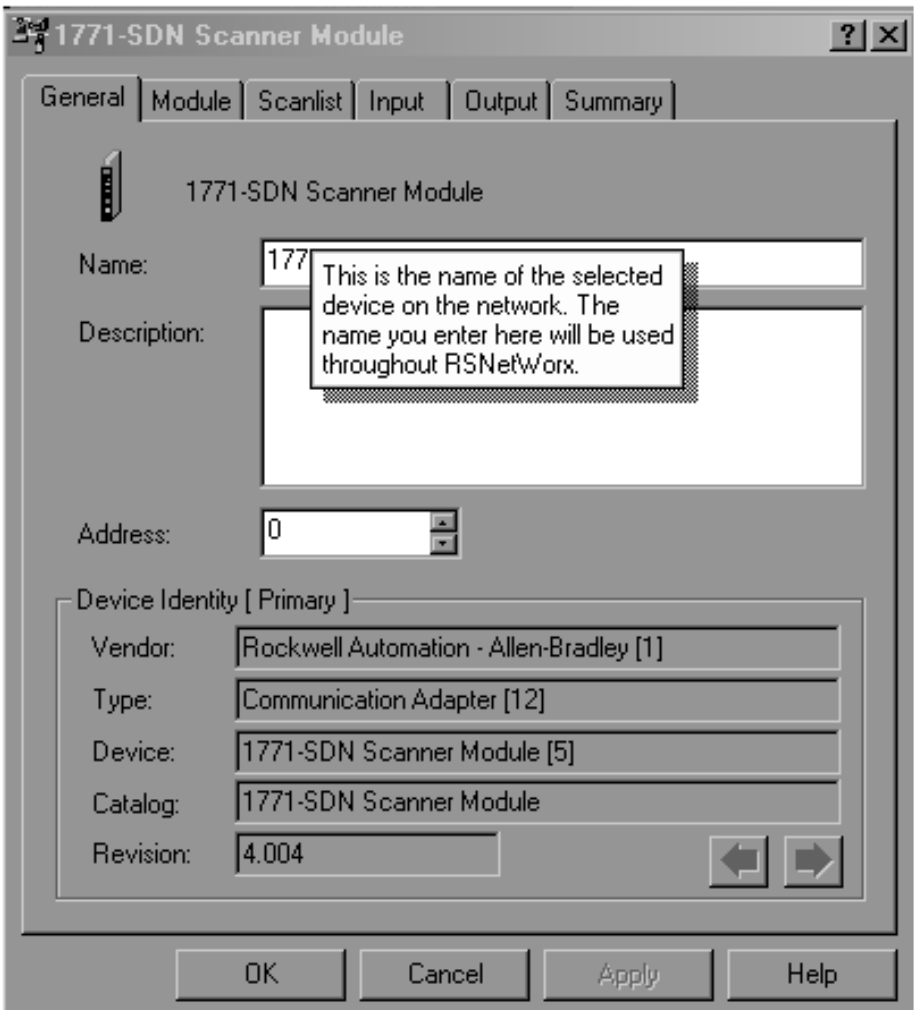 1771-SDN Scanner Module
General Module Scanlist Input Output Summary
1771-SDN Scanner Module
Name: 177
This is the name of the selected
device on the network. The
name you enter here will be used
throughout RSNetWorx.
Description:
Address: 0
Device Identity [ Primary ]
Vendor: Rockwell Automation - Allen-Bradley [1]
Type: Communication Adapter [12]
Device: 1771-SDN Scanner Module [5]
Catalog: 1771-SDN Scanner Module
Revision: 4.004
OK Cancel Apply Help